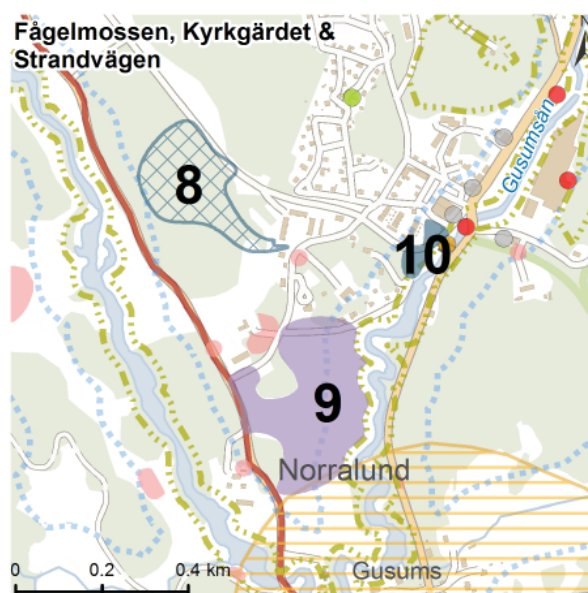 Fågelmossen, Kyrkgärdet &
Strandvägen
N
Gusumsån
8
10
9
Norralund
0 0.2 0.4 km
Gusums